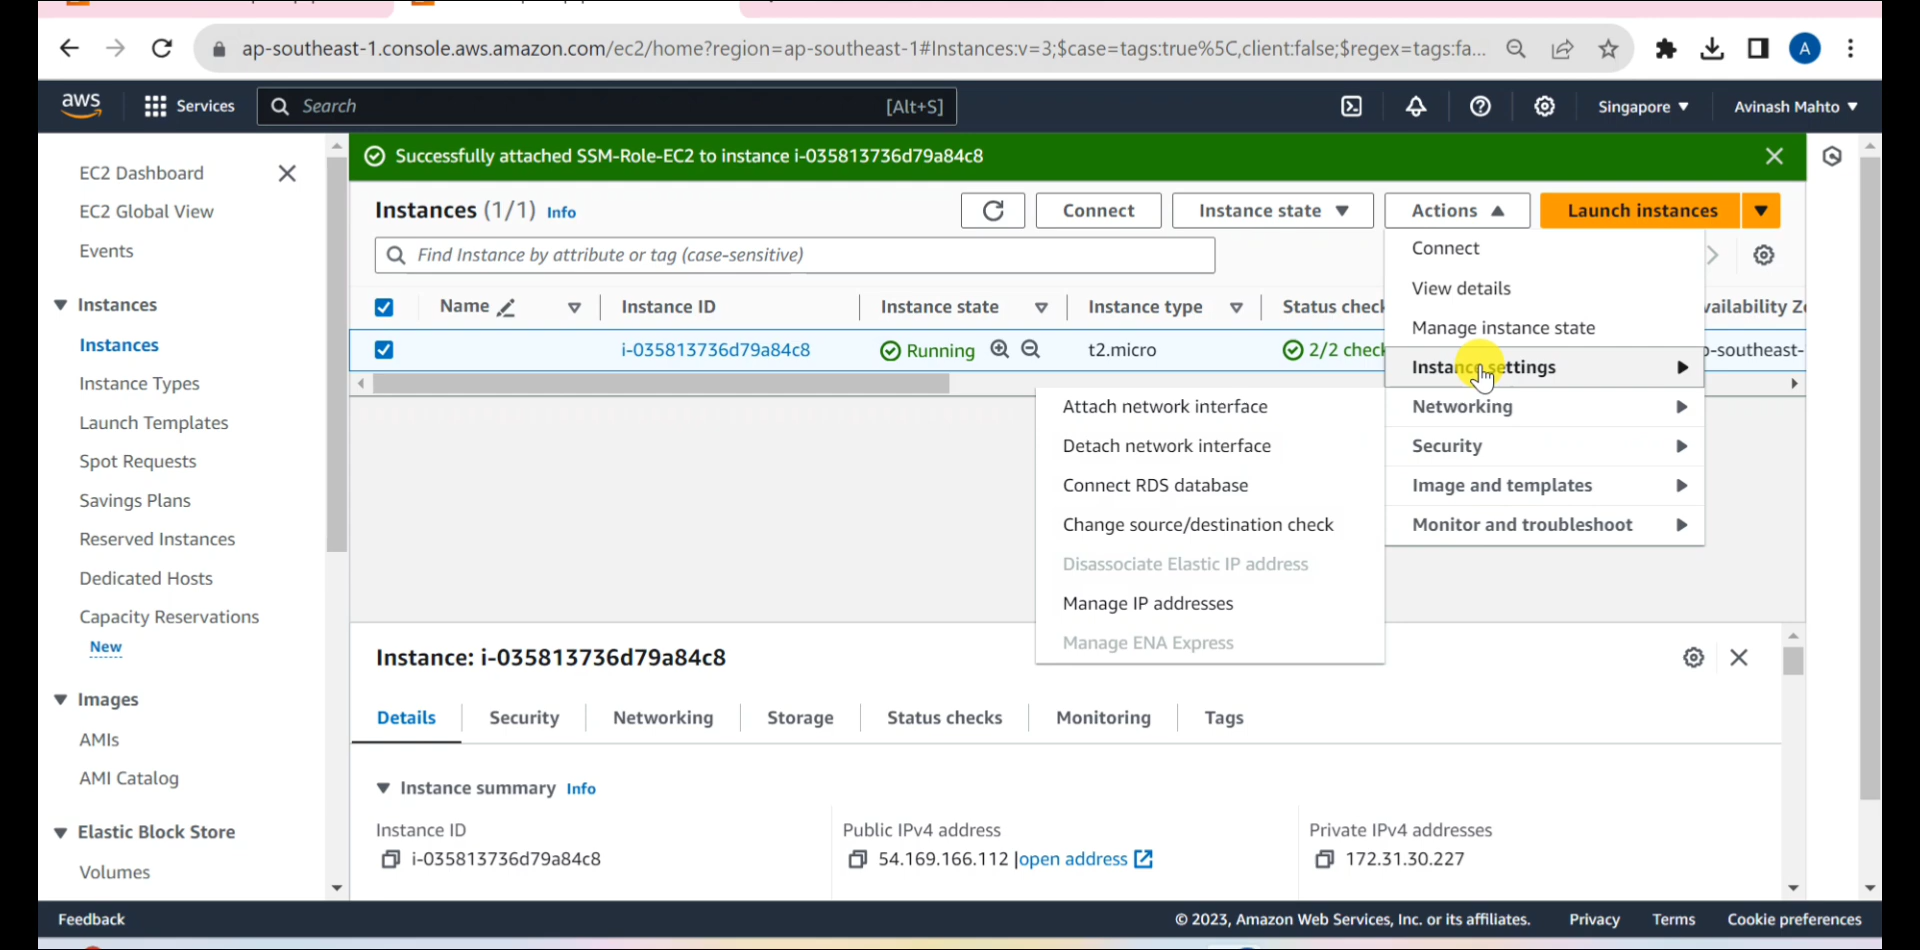 ap-southeast-1.console.aws.amazon.com/ec2/home?region=ap-southeast-1#Instances:v=3;$case=tags:true%5C,client:false;$regex=tags:fa...
A
aws
Services
Search
[Alt+S]
Singapore
Avinash Mahto
EC2 Dashboard
EC2 Global View
Events
Instances
Instances
Instance Types
Launch Templates
Spot Requests
Savings Plans
Reserved Instances
Dedicated Hosts
Capacity Reservations
New
Images
AMIs
AMI Catalog
Elastic Block Store
Volumes
Successfully attached SSM-Role-EC2 to instance i-035813736d79a84c8
Instances (1/1) Info
Connect
Instance state
Actions
Launch instances
Find Instance by attribute or tag (case-sensitive)
Name
Instance ID
Instance state
Instance type
Status check
vailability Zo
i-035813736d79a84c8
Running
t2.micro
2/2 check
o-southeast-
Connect
View details
Manage instance state
Instance settings
Networking
Security
Image and templates
Monitor and troubleshoot
Attach network interface
Detach network interface
Connect RDS database
Change source/destination check
Disassociate Elastic IP address
Manage IP addresses
Manage ENA Express
Instance: i-035813736d79a84c8
Details
Security
Networking
Storage
Status checks
Monitoring
Tags
Instance summary Info
Instance ID
i-035813736d79a84c8
Public IPv4 address
54.169.166.112 |open address
Private IPv4 addresses
172.31.30.227
Feedback
© 2023, Amazon Web Services, Inc. or its affiliates.
Privacy
Terms
Cookie preferences